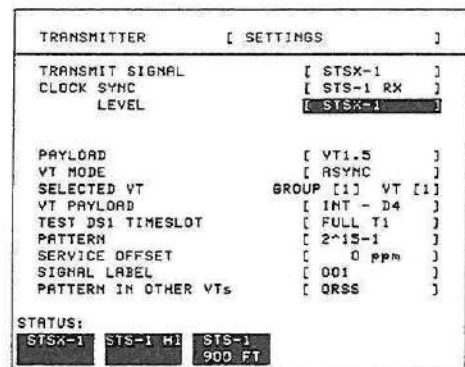 TRANSMITTER [ SETTINGS ]
TRANSMIT SIGNAL [ STSX-1 ]
CLOCK SYNC [ STS-1 RX ]
LEVEL [ STSX-1 ]
PAYLOAD [ VT1.5 ]
VT MODE [ ASYNC ]
SELECTED VT GROUP [1] VT [1]
VT PAYLOAD [ INT - D4 ]
TEST DS1 TIMESLOT [ FULL T1 ]
PATTERN [ 2^15-1 ]
SERVICE OFFSET [ 0 ppm ]
SIGNAL LABEL [ 001 ]
PATTERN IN OTHER VTs [ QRSS ]
STATUS:
STSX-1 STS-1 HI STS-1
900 FT